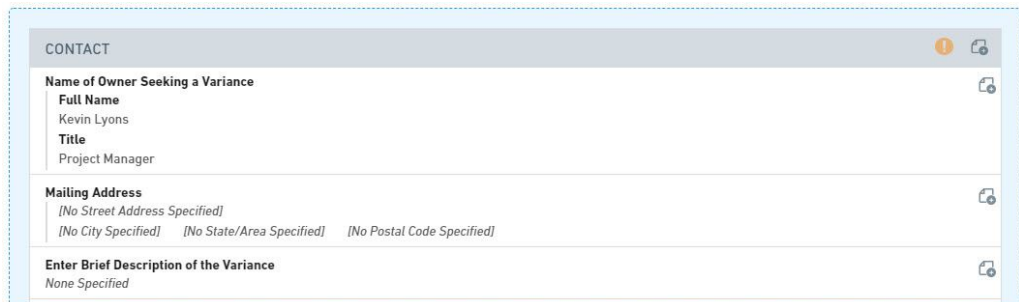 CONTACT
Name of Owner Seeking a Variance
Full Name
Kevin Lyons
Title
Project Manager
Mailing Address
[No Street Address Specified]
[No City Specified] [No State/Area Specified] [No Postal Code Specified]
Enter Brief Description of the Variance
None Specified